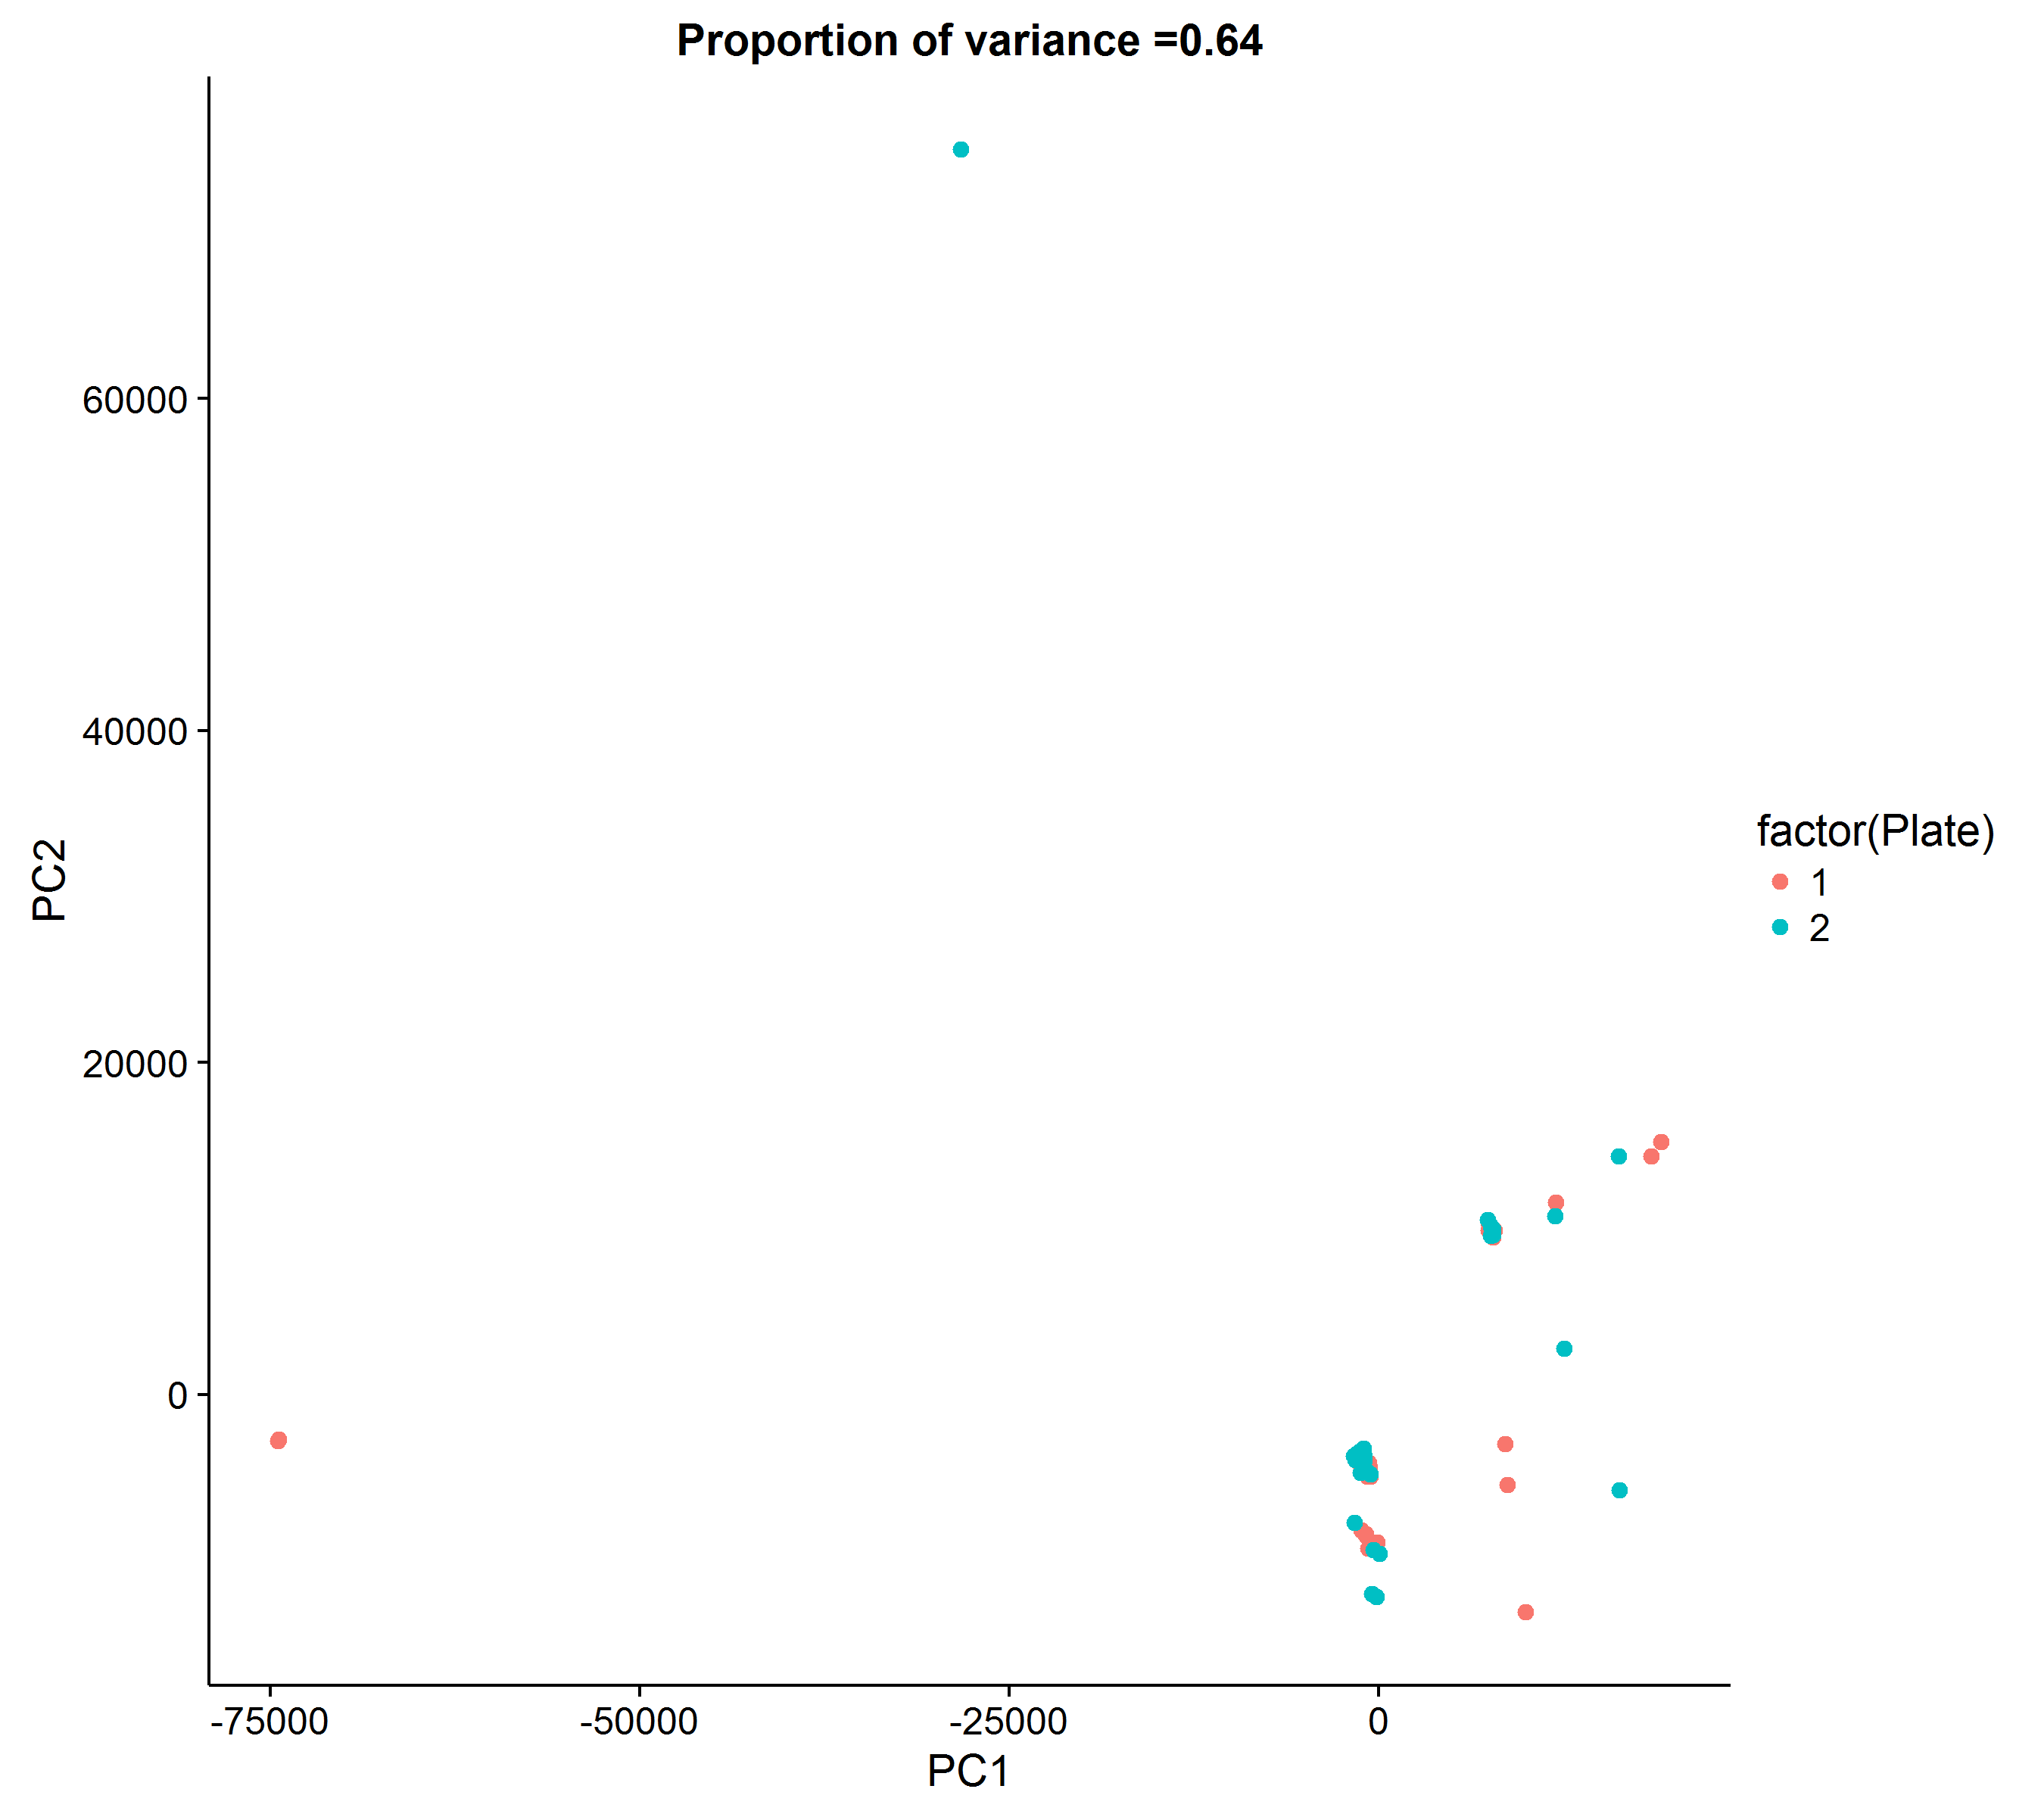 Proportion of variance =0.64
60000
40000
20000
0
PC2
-75000
-50000
-25000
0
PC1
factor(Plate)
1
2